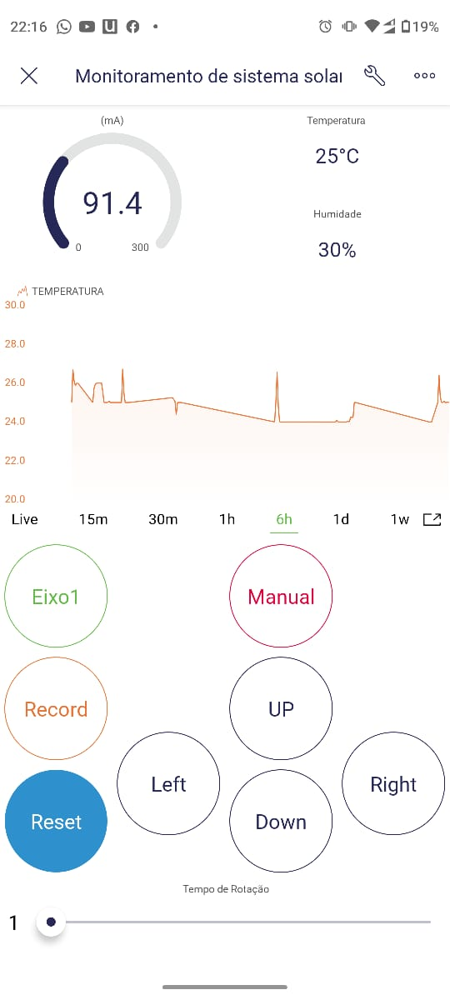 22:16
19%
Monitoramento de sistema solar
(mA)
91.4
0
300
Temperatura
25°C
Humidade
30%
TEMPERATURA
30.0
28.0
26.0
24.0
22.0
20.0
Live 15m 30m 1h 6h 1d 1w
Eixo1
Manual
Record
UP
Left
Right
Reset
Down
Tempo de Rotação
1